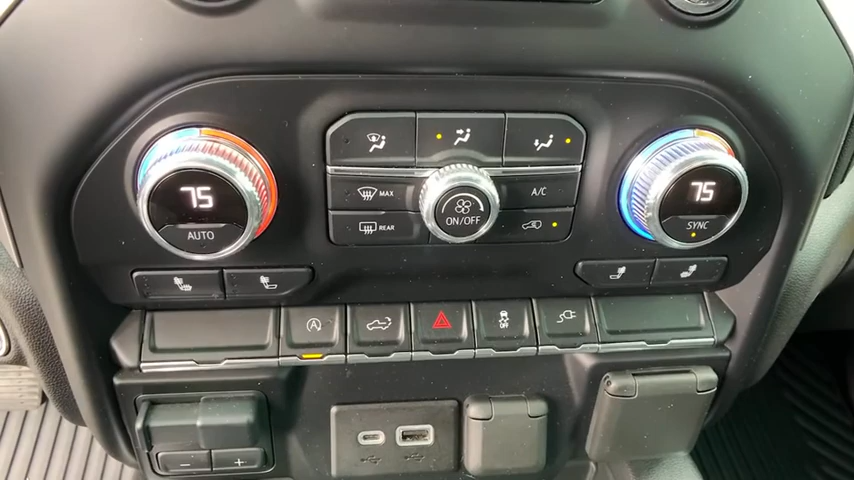 75
AUTO
MAX
REAR
ON/OFF
A/C
75
SYNC
A
OFF
- +